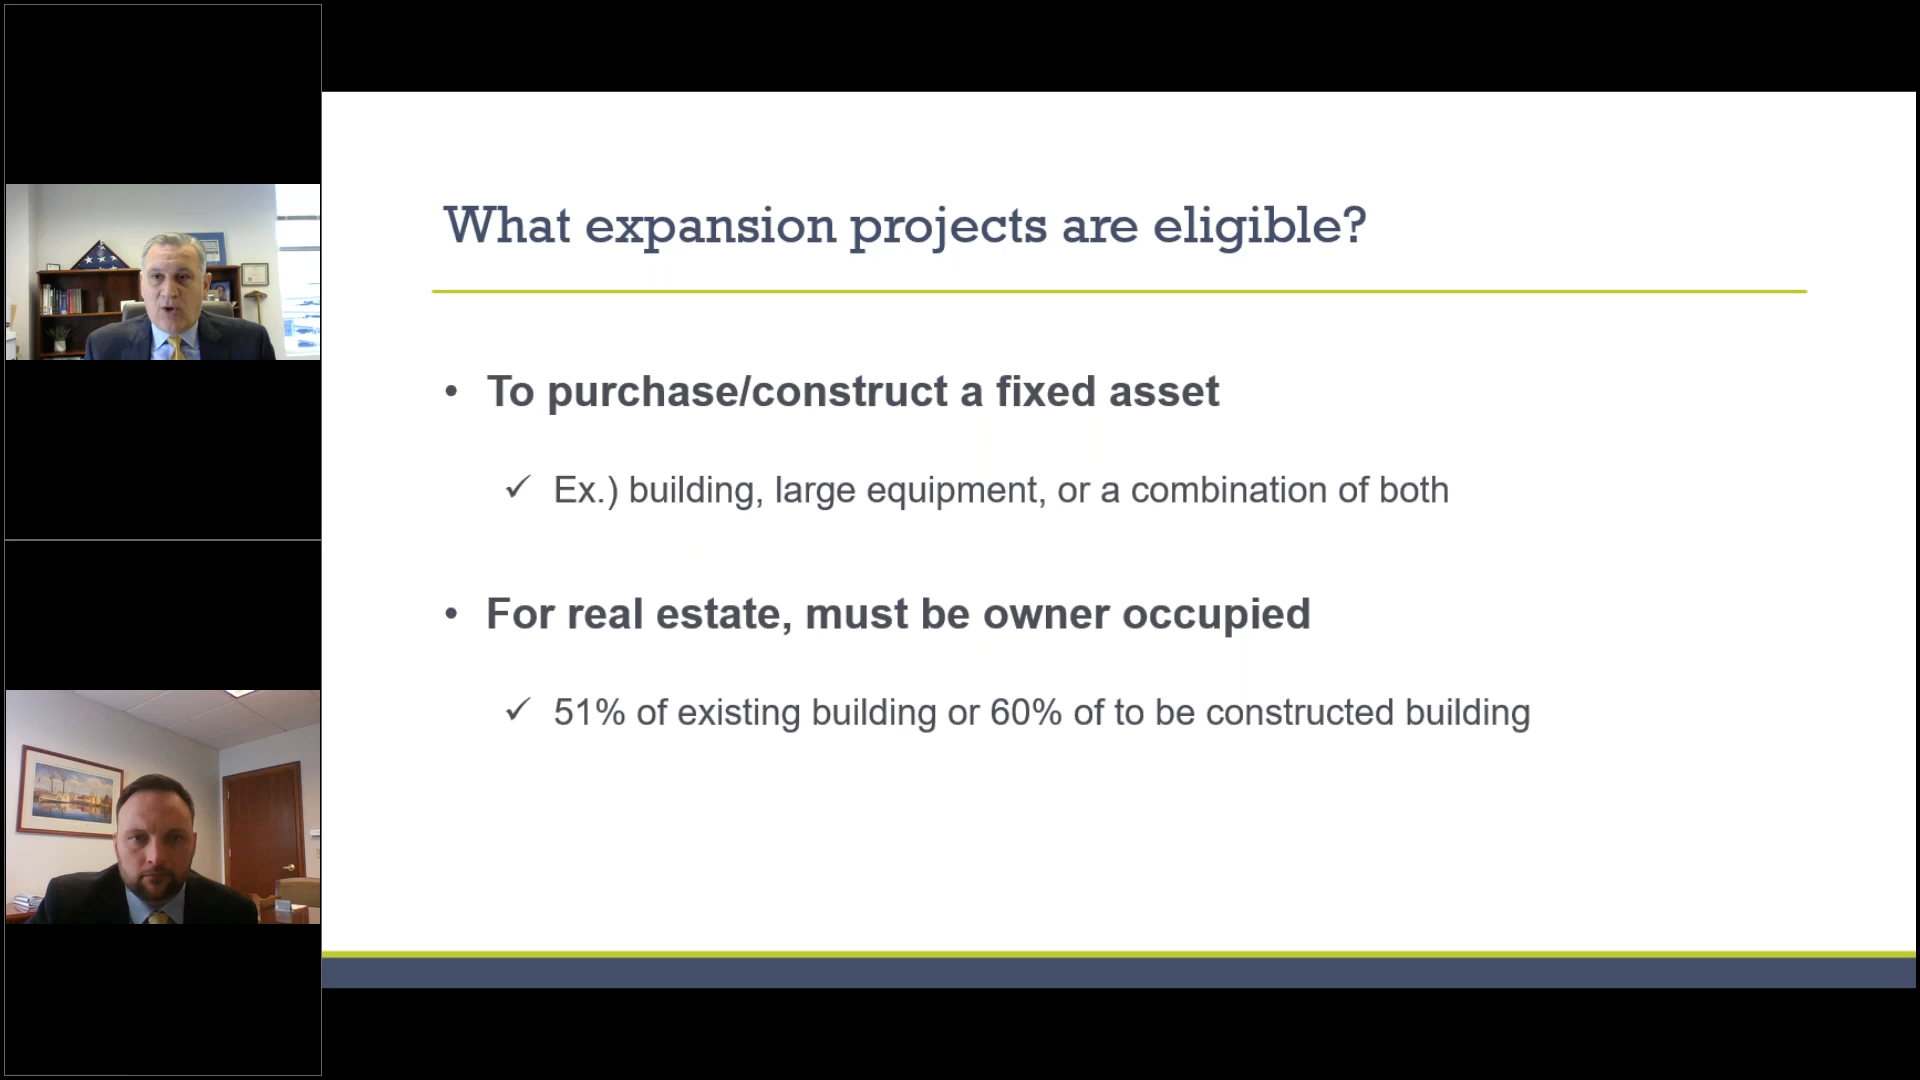 What expansion projects are eligible?
• To purchase/construct a fixed asset
✓ Ex.) building, large equipment, or a combination of both
• For real estate, must be owner occupied
✓ 51% of existing building or 60% of to be constructed building